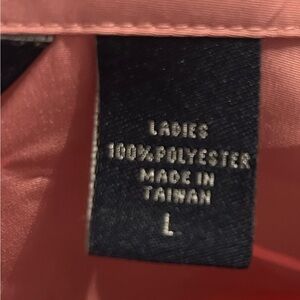 LADIES
100% POLYESTER
MADE IN
TAIWAN
L